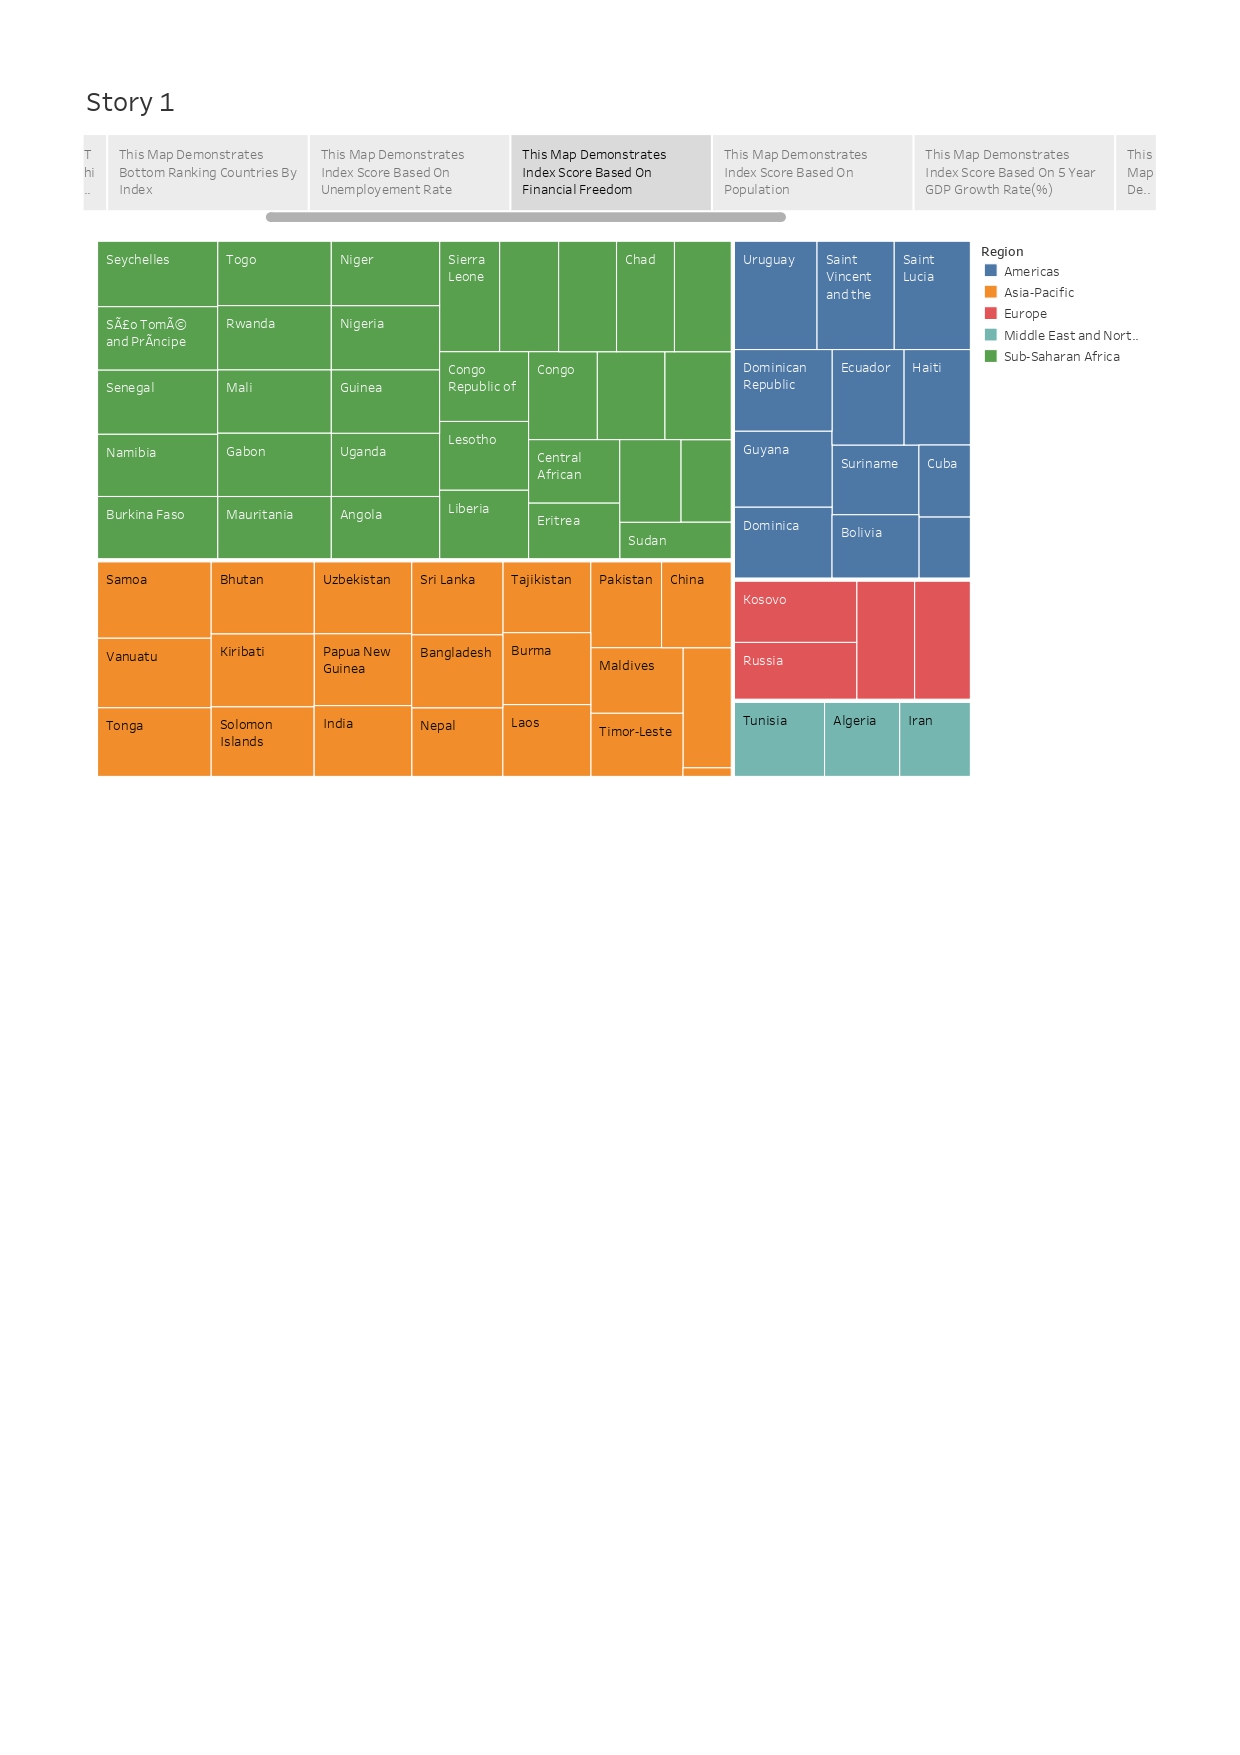 Story 1
T
hi
..
This Map Demonstrates
Bottom Ranking Countries By
Index
This Map Demonstrates
Index Score Based On
Unemployement Rate
This Map Demonstrates
Index Score Based On
Financial Freedom
This Map Demonstrates
Index Score Based On
Population
This Map Demonstrates
Index Score Based On 5 Year
GDP Growth Rate(%)
This
Map
De..
Seychelles
SÃ£o TomÃ©
and PrÃncipe
Senegal
Namibia
Burkina Faso
Togo
Rwanda
Mali
Gabon
Mauritania
Niger
Nigeria
Guinea
Uganda
Angola
Sierra
Leone
Chad
Congo
Republic of
Lesotho
Liberia
Congo
Central
African
Eritrea
Sudan
Samoa
Vanuatu
Tonga
Bhutan
Kiribati
Solomon
Islands
Uzbekistan
Papua New
Guinea
India
Sri Lanka
Bangladesh
Nepal
Tajikistan
Burma
Laos
Pakistan
China
Maldives
Timor-Leste
Uruguay
Saint
Vincent
and the
Saint
Lucia
Dominican
Republic
Guyana
Dominica
Ecuador
Haiti
Suriname
Cuba
Bolivia
Kosovo
Russia
Tunisia
Algeria
Iran
Region
Americas
Asia-Pacific
Europe
Middle East and Nort..
Sub-Saharan Africa